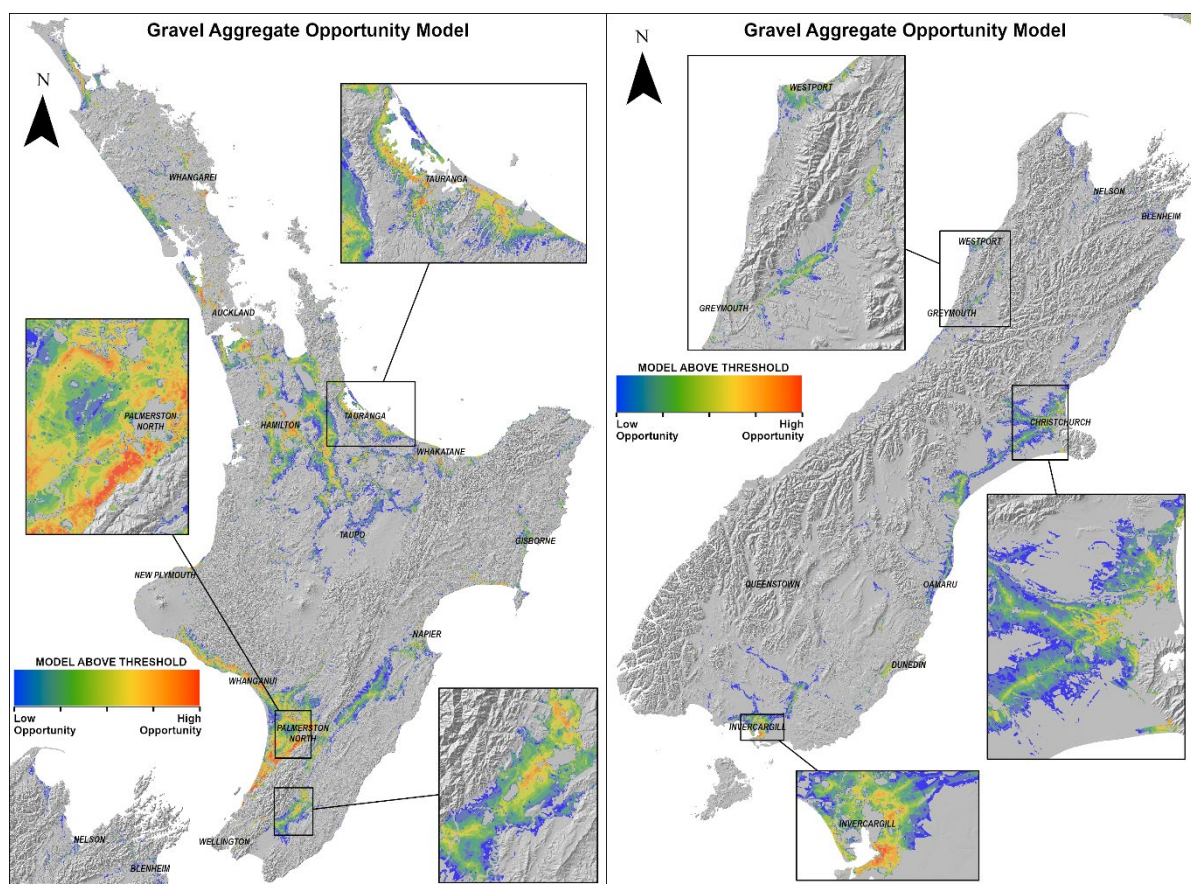 Gravel Aggregate Opportunity Model
N
WHANGAREI
AUCKLAND
TAURANGA
PALMERSTON
NORTH
HAMILTON
TAURANGA
WHAKATANE
TAUPO
GISBORNE
NEW PLYMOUTH
NAPIER
MODEL ABOVE THRESHOLD
Low
Opportunity
High
Opportunity
WHANGANUI
PALMERSTON
NORTH
WELLINGTON
NELSON
BLENHEIM
Gravel Aggregate Opportunity Model
N
WESTPORT
GREYMOUTH
NELSON
BLENHEIM
WESTPORT
GREYMOUTH
MODEL ABOVE THRESHOLD
Low
Opportunity
High
Opportunity
CHRISTCHURCH
QUEENSTOWN
OAMARU
DUNEDIN
INVERCARGILL
INVERCARGILL